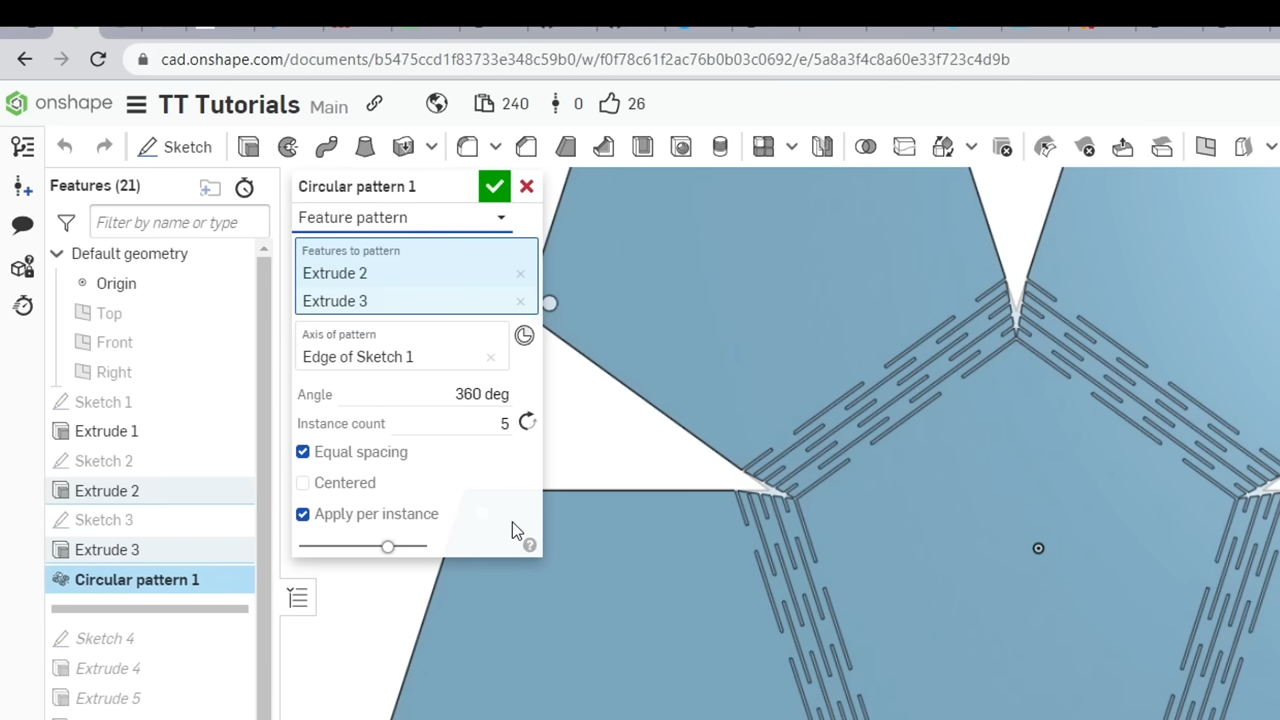 cad.onshape.com/documents/b5475ccd1f83733e348c59b0/w/f0f78c61f2ac76b0b03c0692/e/5a8a3f4c8a60e33f723c4d9b
onshape TT Tutorials Main 240 0 26
Sketch
Features (21)
Filter by name or type
Default geometry
Origin
Top
Front
Right
Sketch 1
Extrude 1
Sketch 2
Extrude 2
Sketch 3
Extrude 3
Circular pattern 1
Sketch 4
Extrude 4
Extrude 5
Circular pattern 1
Feature pattern
Features to pattern
Extrude 2
Extrude 3
Axis of pattern
Edge of Sketch 1
Angle 360 deg
Instance count 5
Equal spacing
Centered
Apply per instance